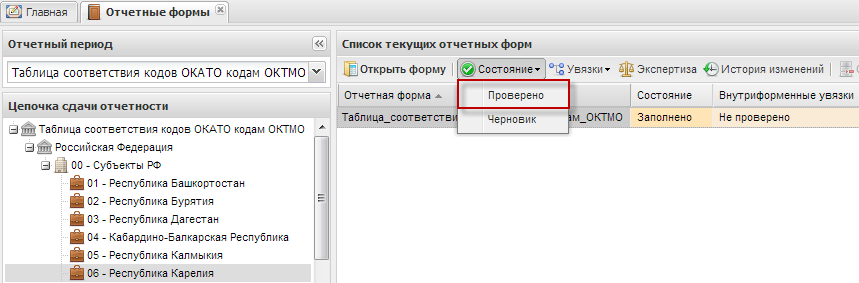 Главная
Отчетные формы
Отчетный период
Таблица соответствия кодов ОКАТО кодам ОКТМО
Цепочка сдачи отчетности
Таблица соответствия кодов ОКАТО кодам ОКТМО
Российская Федерация
00 - Субъекты РФ
01 - Республика Башкортостан
02 - Республика Бурятия
03 - Республика Дагестан
04 - Кабардино-Балкарская Республика
05 - Республика Калмыкия
06 - Республика Карелия
Список текущих отчетных форм
Открыть форму Состояние Увязки Экспертиза История изменений
Отчетная форма Состояние Внутриформенные увязки
Проверено
Черновик
Таблица_соответстви ам_ОКТМО Заполнено Не проверено